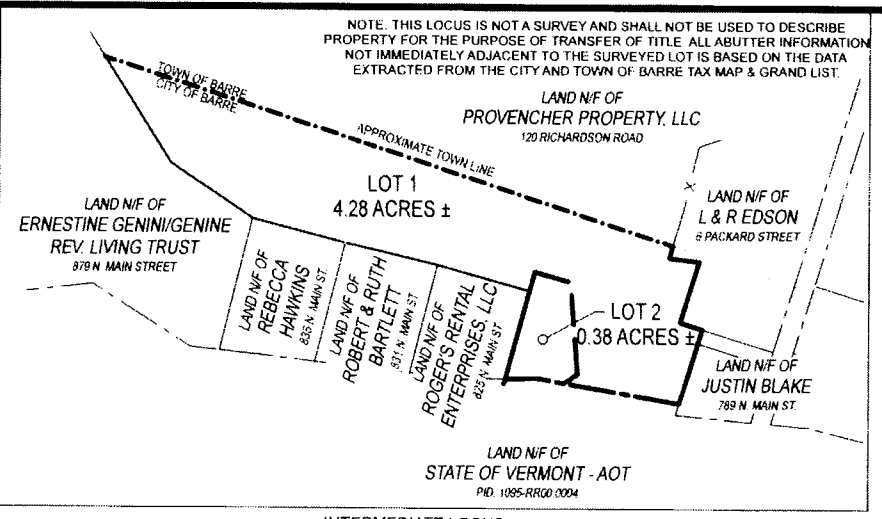 NOTE. THIS LOCUS IS NOT A SURVEY AND SHALL NOT BE USED TO DESCRIBE
PROPERTY FOR THE PURPOSE OF TRANSFER OF TITLE ALL ABUTTER INFORMATION
NOT IMMEDIATELY ADJACENT TO THE SURVEYED LOT IS BASED ON THE DATA
EXTRACTED FROM THE CITY AND TOWN OF BARRE TAX MAP & GRAND LIST.
TOWN OF BARRE
CITY OF BARRE
APPROXIMATE TOWN LINE
LAND N/F OF
PROVENCHER PROPERTY, LLC
120 RICHARDSON ROAD
LOT 1
4.28 ACRES ±
LAND N/F OF
L & R EDSON
6 PACKARD STREET
LAND N/F OF
ERNESTINE GENINI/GENINE
REV. LIVING TRUST
879 N. MAIN STREET
LAND N/F OF
REBECCA
HAWKINS
835 N. MAIN ST.
LAND N/F OF
ROBERT & RUTH
BARTLETT
831 N. MAIN ST.
LAND N/F OF
ROGER'S RENTAL
ENTERPRISES, LLC
825 N. MAIN ST
LOT 2
0.38 ACRES ±
LAND N/F OF
JUSTIN BLAKE
789 N. MAIN ST.
LAND N/F OF
STATE OF VERMONT - AOT
PID. 1095-RR00.0004